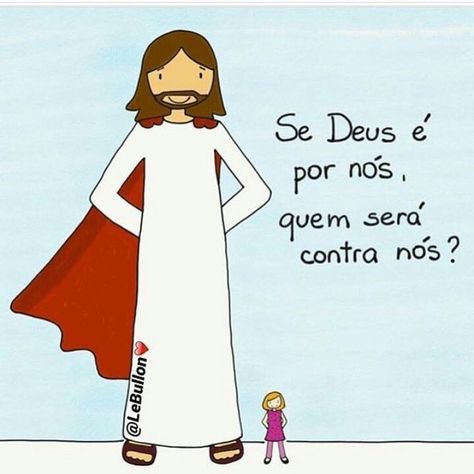 Se Deus é
por nós,
quem será
contra nós?
@LeBullon